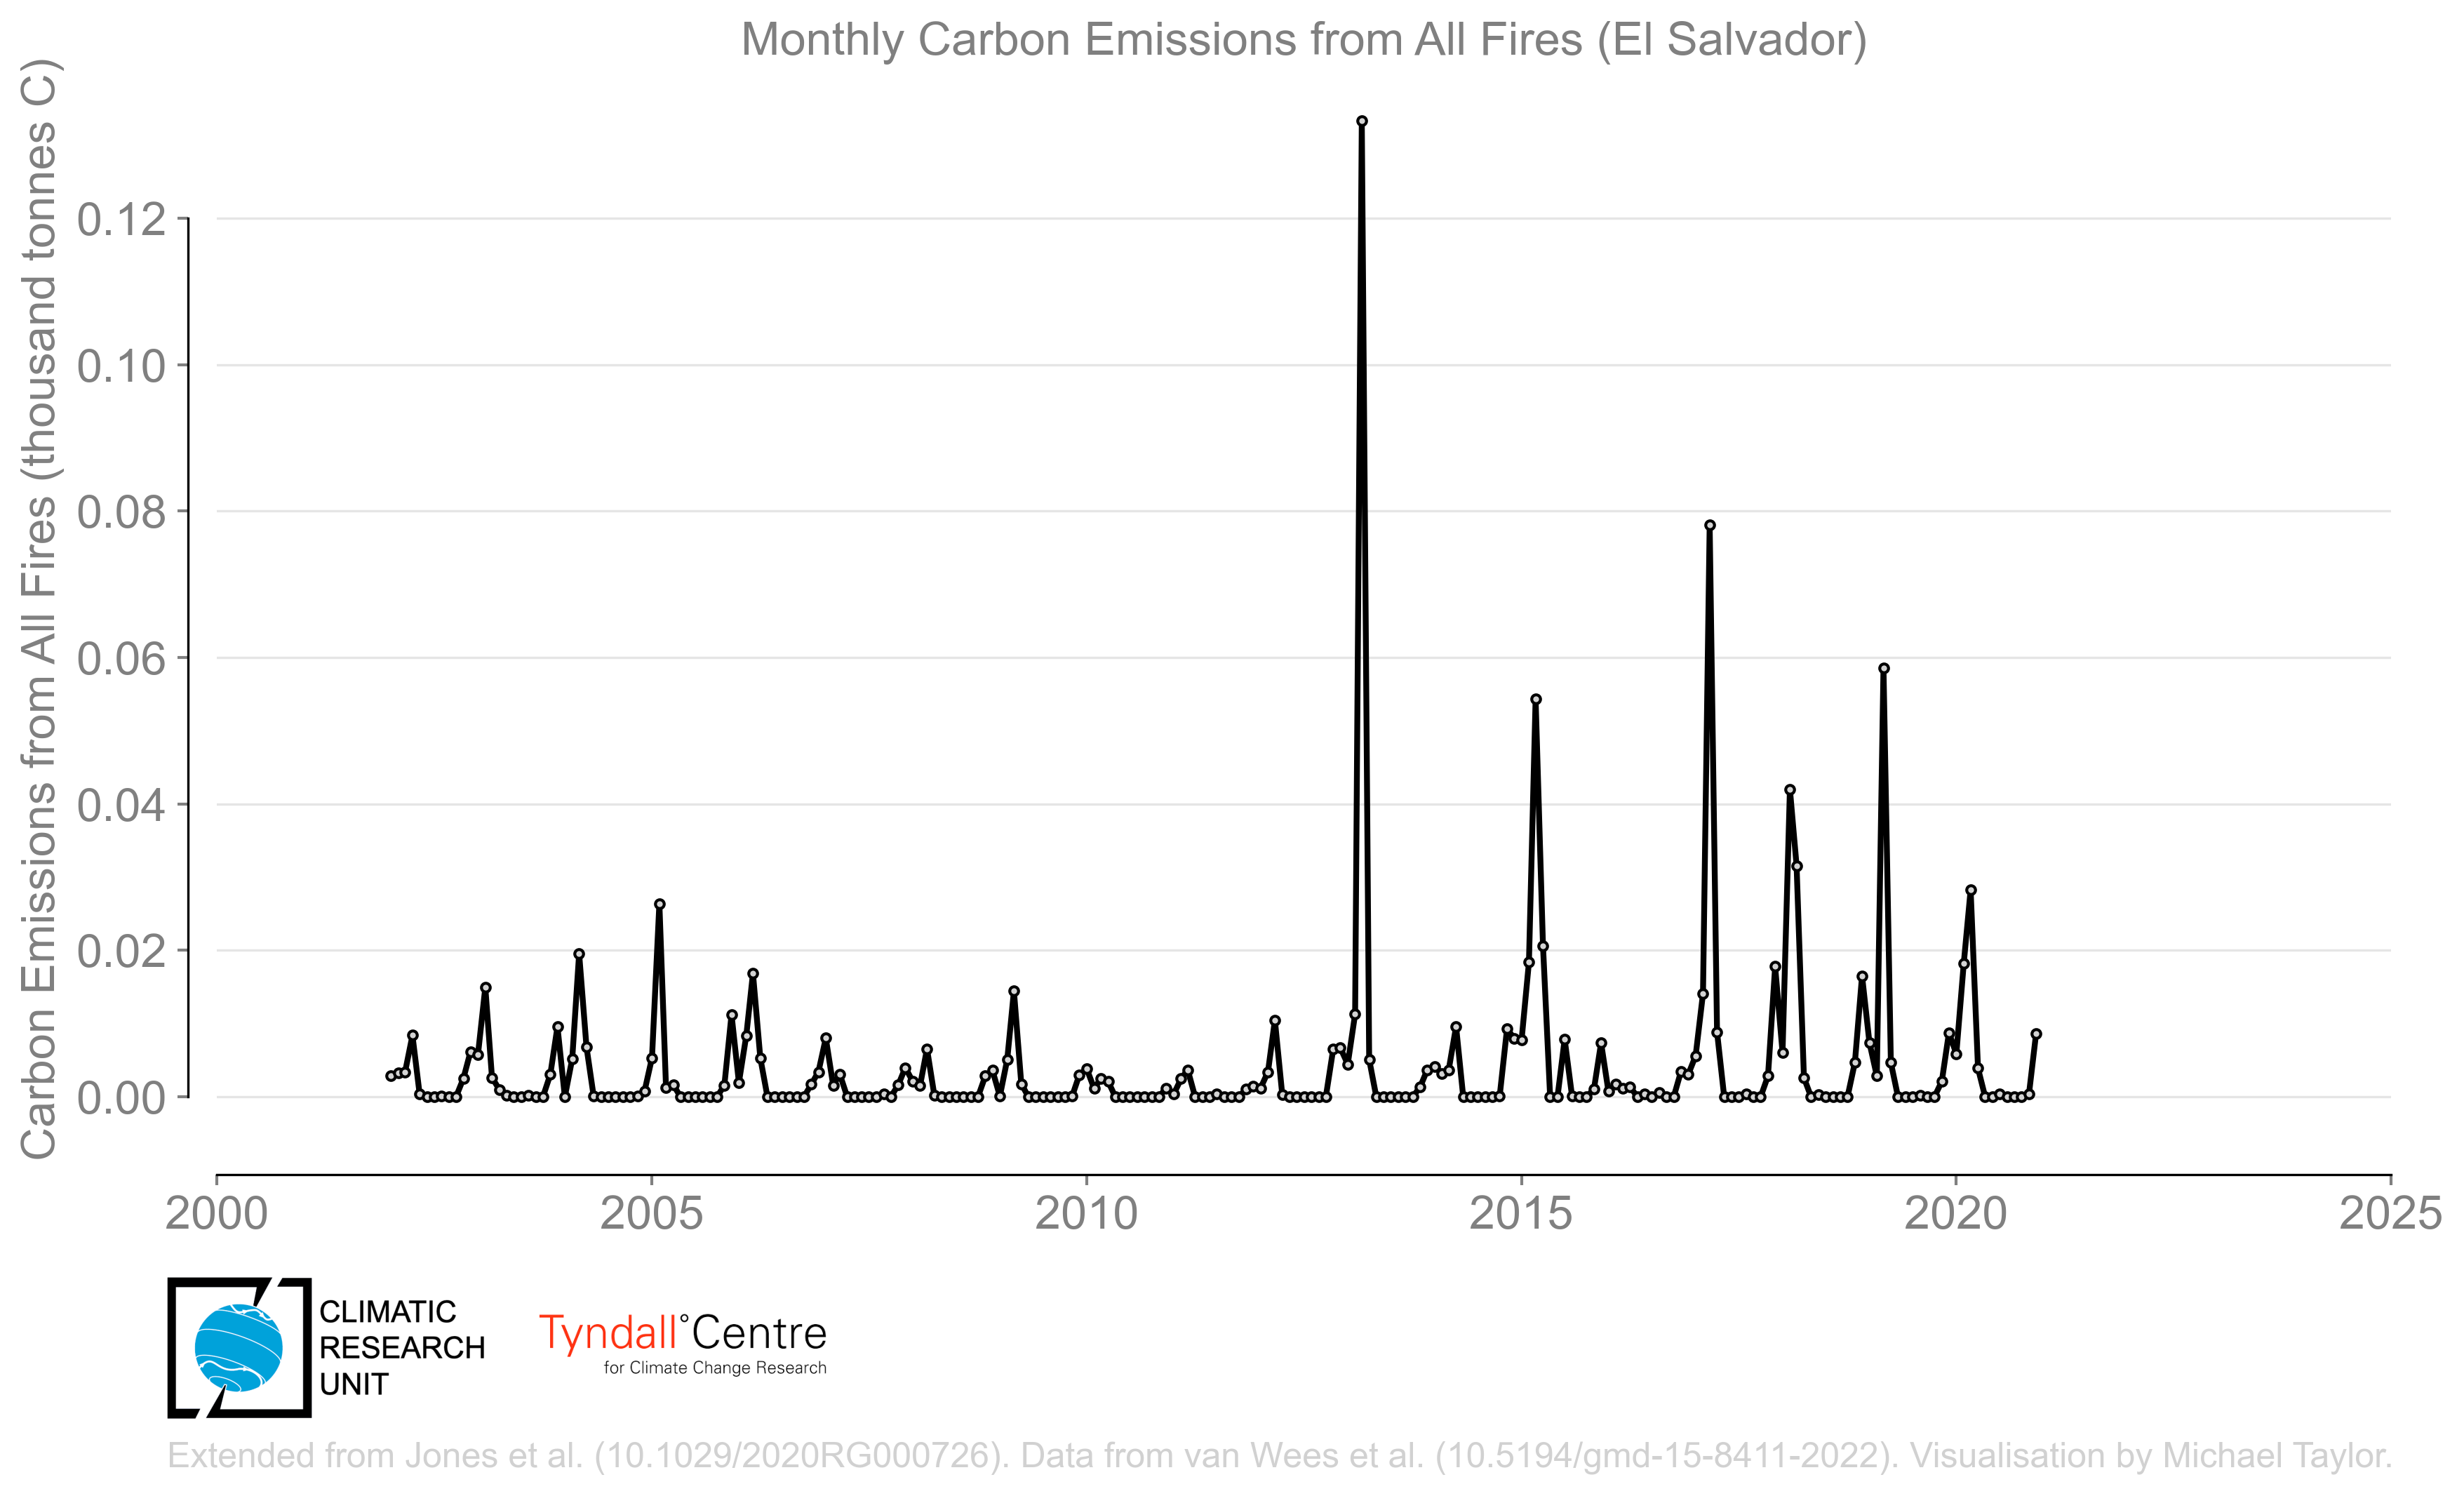 Monthly Carbon Emissions from All Fires (El Salvador)
Carbon Emissions from All Fires (thousand tonnes C)
0.12
0.10
0.08
0.06
0.04
0.02
0.00
2000 2005 2010 2015 2020 2025
CLIMATIC
RESEARCH
UNIT
Tyndall°Centre
for Climate Change Research
Extended from Jones et al. (10.1029/2020RG000726). Data from van Wees et al. (10.5194/gmd-15-8411-2022). Visualisation by Michael Taylor.